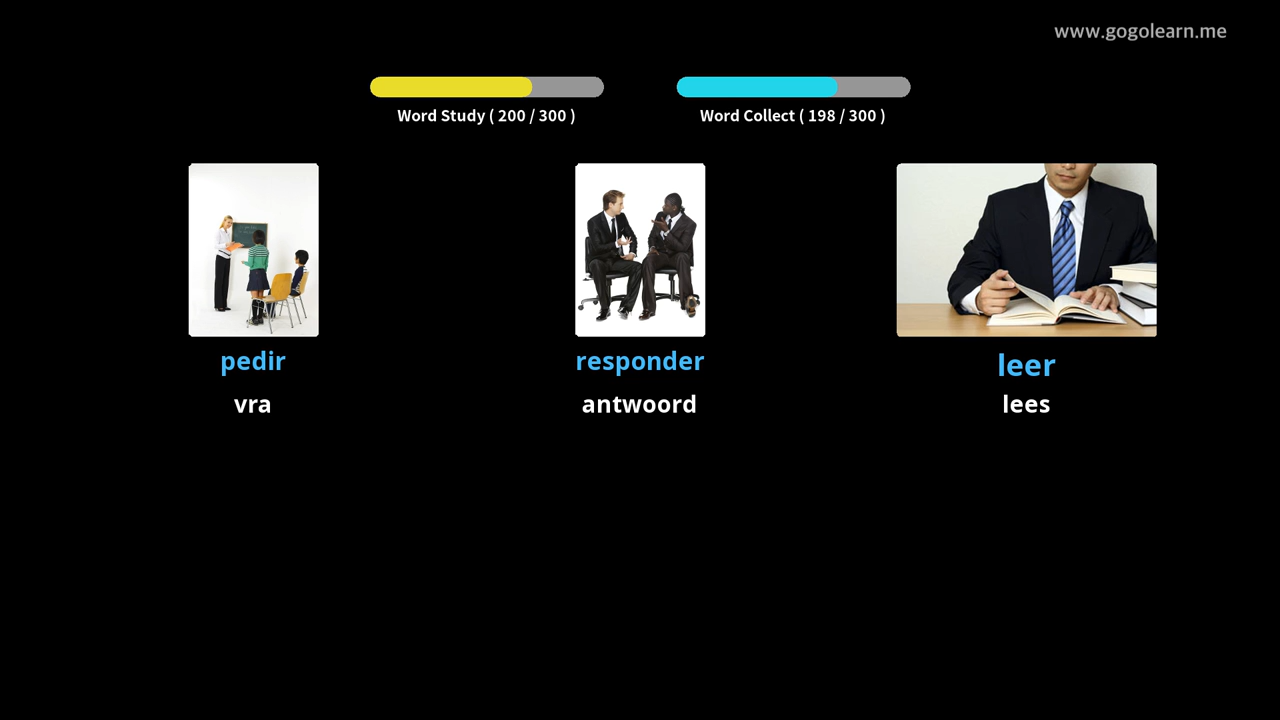 www.gogolearn.me
Word Study ( 200 / 300 )
Word Collect ( 198 / 300 )
pedir
responder
leer
vra
antwoord
lees